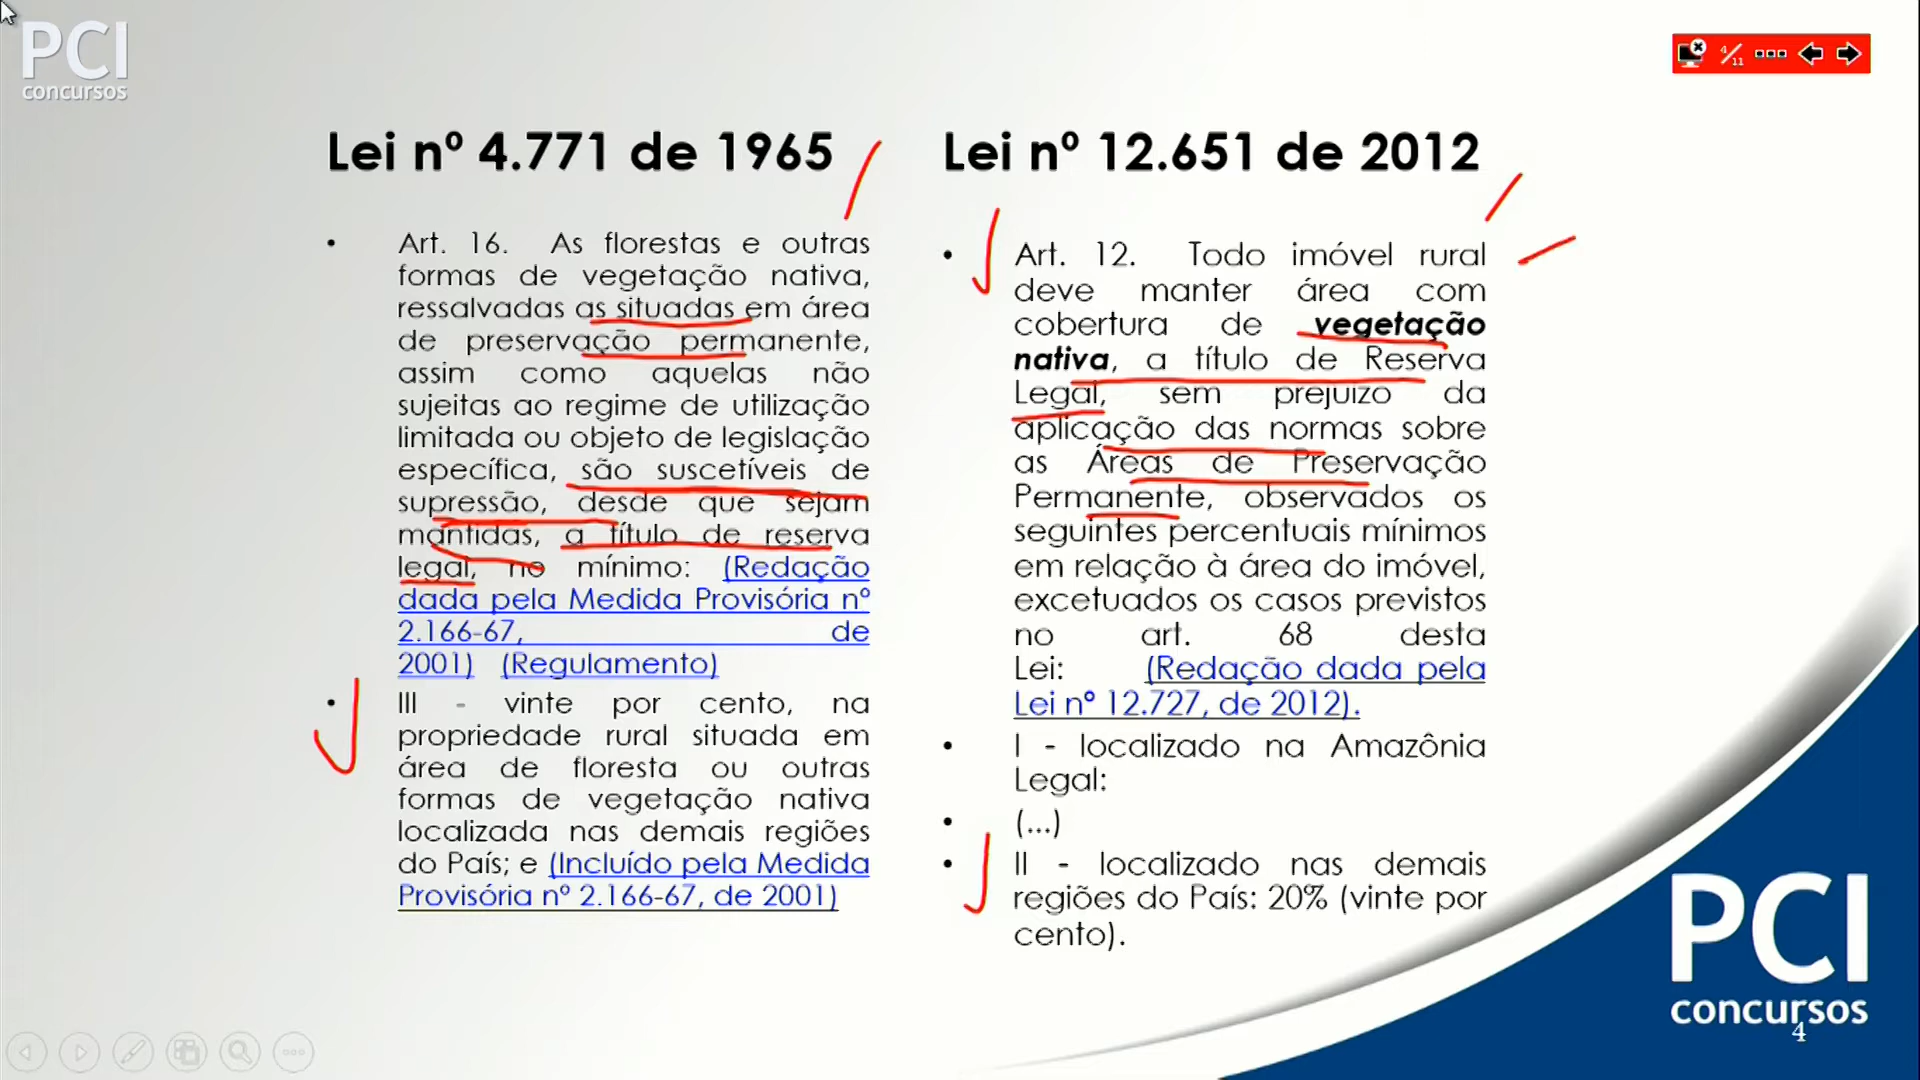 PCI
concursos
4/11
Lei nº 4.771 de 1965
• Art. 16. As florestas e outras
formas de vegetação nativa,
ressalvadas as situadas em área
de preservação permanente,
assim como aquelas não
sujeitas ao regime de utilização
limitada ou objeto de legislação
específica, são suscetíveis de
supressão, desde que sejam
mantidas, a título de reserva
legal, no mínimo: (Redação
dada pela Medida Provisória nº
2.166-67, de
2001) (Regulamento)
• III - vinte por cento, na
propriedade rural situada em
área de floresta ou outras
formas de vegetação nativa
localizada nas demais regiões
do País; e (Incluído pela Medida
Provisória nº 2.166-67, de 2001)
Lei nº 12.651 de 2012
• Art. 12. Todo imóvel rural
deve manter área com
cobertura de vegetação
nativa, a título de Reserva
Legal, sem prejuízo da
aplicação das normas sobre
as Áreas de Preservação
Permanente, observados os
seguintes percentuais mínimos
em relação à área do imóvel,
excetuados os casos previstos
no art. 68 desta
Lei: (Redação dada pela
Lei nº 12.727, de 2012).
• I - localizado na Amazônia
Legal:
• (...)
• II - localizado nas demais
regiões do País: 20% (vinte por
cento).
PCI
concursos
4